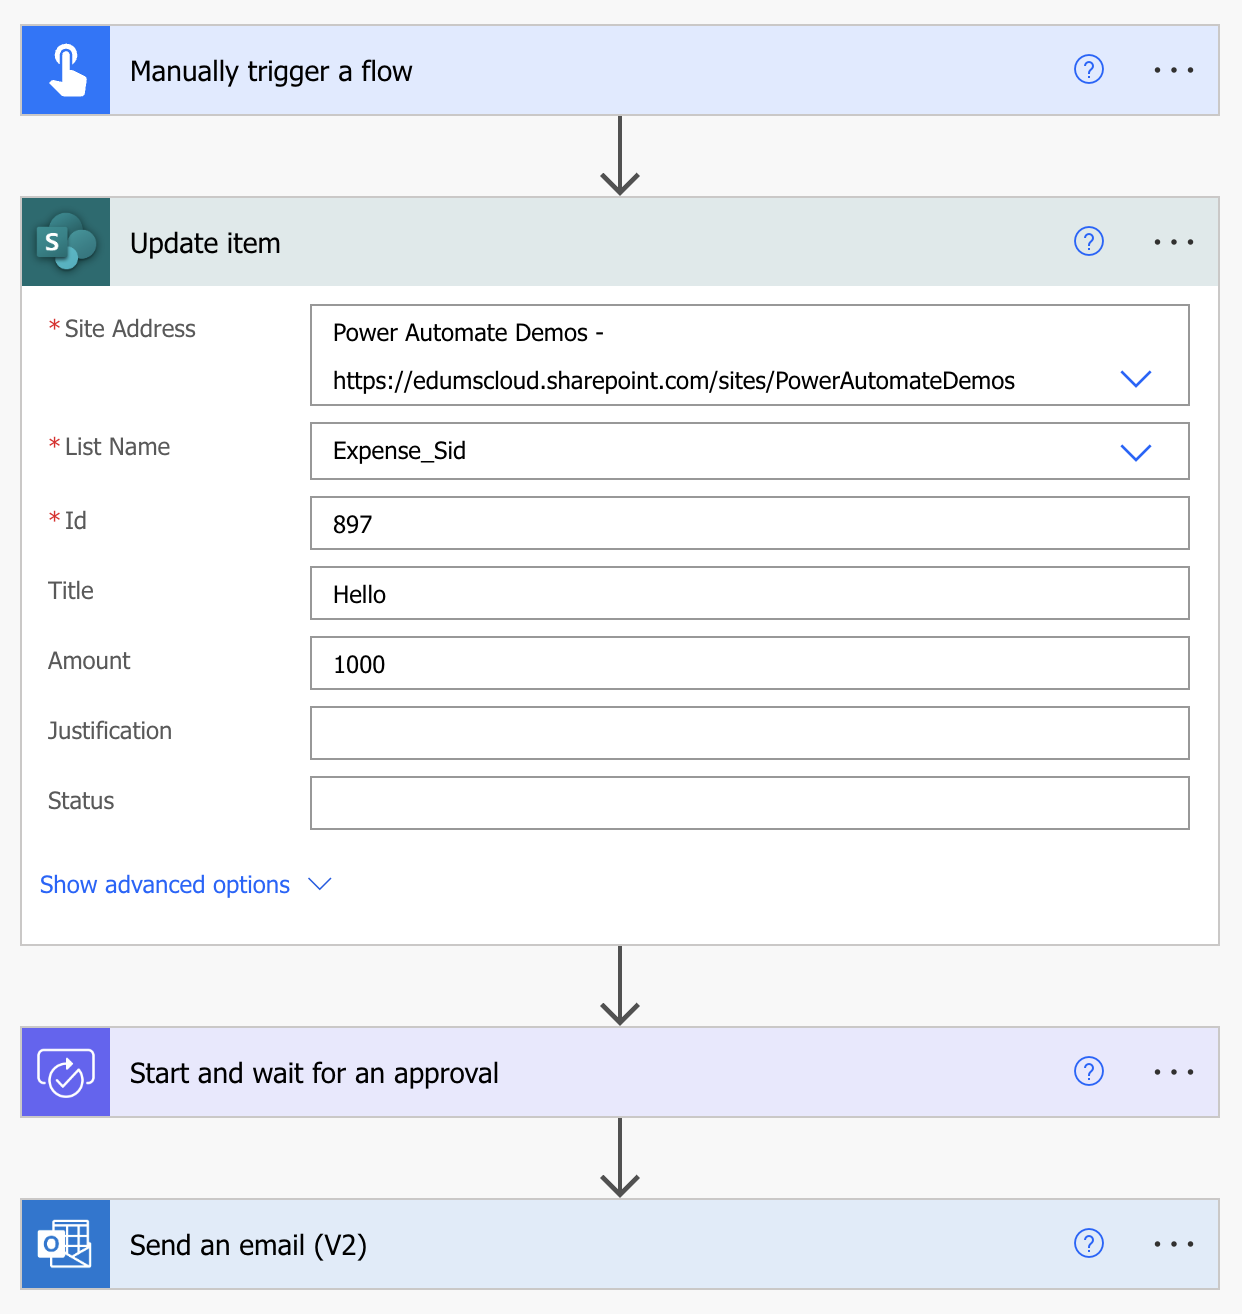 Manually trigger a flow
?
S
Update item
?
* Site Address
Power Automate Demos -
https://edumscloud.sharepoint.com/sites/PowerAutomateDemos
* List Name
Expense_Sid
* Id
897
Title
Hello
Amount
1000
Justification
Status
Show advanced options
Start and wait for an approval
?
O
Send an email (V2)
?